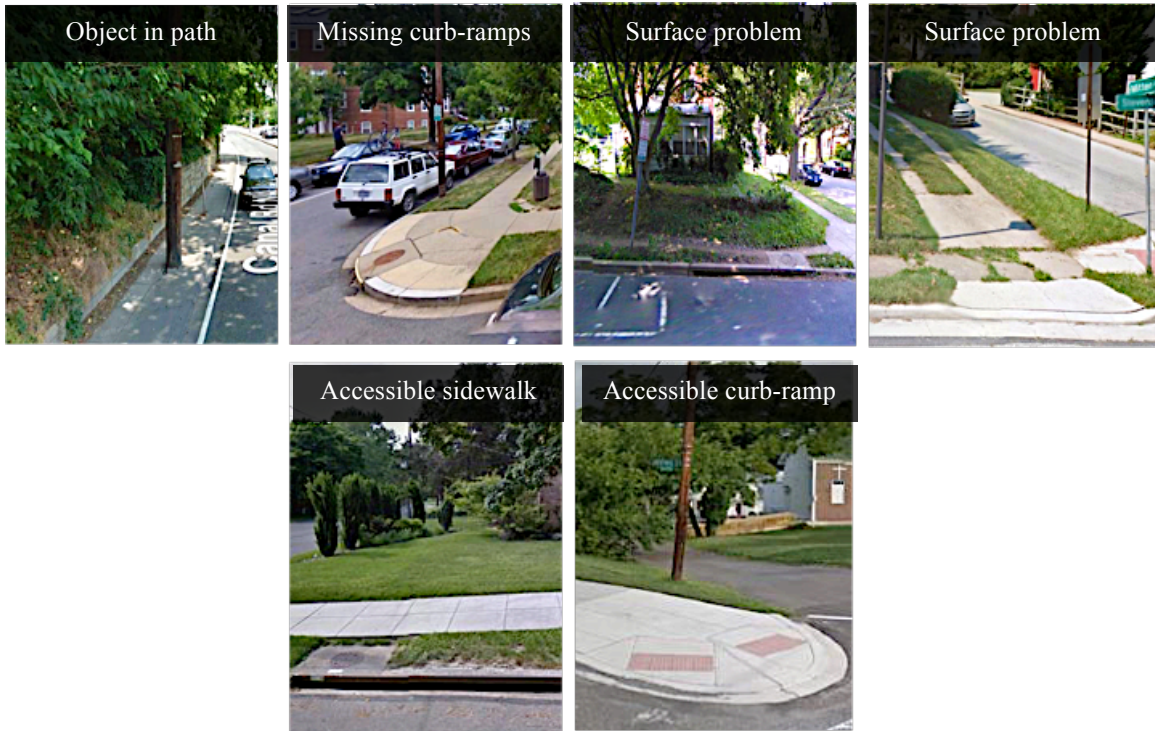 Object in path
Missing curb-ramps
Surface problem
Surface problem
Accessible sidewalk
Accessible curb-ramp